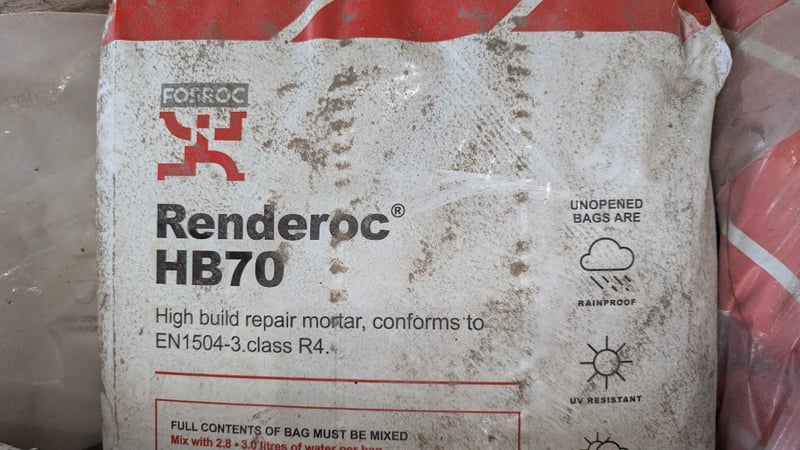 FOSROC
Renderoc®
HB70
High build repair mortar, conforms to
EN1504-3 class R4.
FULL CONTENTS OF BAG MUST BE MIXED
Mix with 2.8 - 3.0 litres of water per bag
UNOPENED
BAGS ARE
RAINPROOF
UV RESISTANT